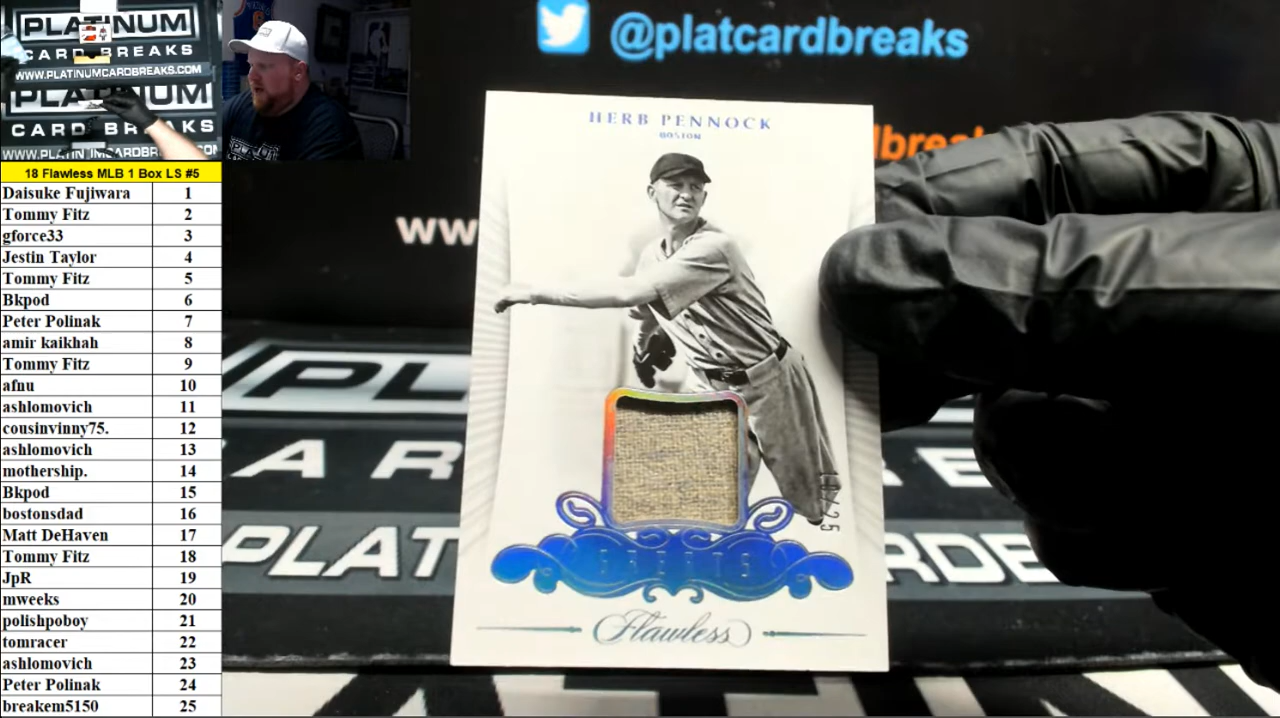 PLATINUM
CARD BREAKS
WWW.PLATINUMCARDBREAKS.COM
PLATINUM
CARD BREAKS
18 Flawless MLB 1 Box LS #5
Daisuke Fujiwara 1
Tommy Fitz 2
gforce33 3
Jestin Taylor 4
Tommy Fitz 5
Bkpod 6
Peter Polinak 7
amir kaikhah 8
Tommy Fitz 9
afnu 10
ashlomovich 11
cousinvinny75. 12
ashlomovich 13
mothership. 14
Bkpod 15
bostonsdad 16
Matt DeHaven 17
Tommy Fitz 18
JpR 19
mweeks 20
polishpoboy 21
tomracer 22
ashlomovich 23
Peter Polinak 24
breakem5150 25
@platcardbreaks
HERB PENNOCK
BOSTON
GREATS
Flawless